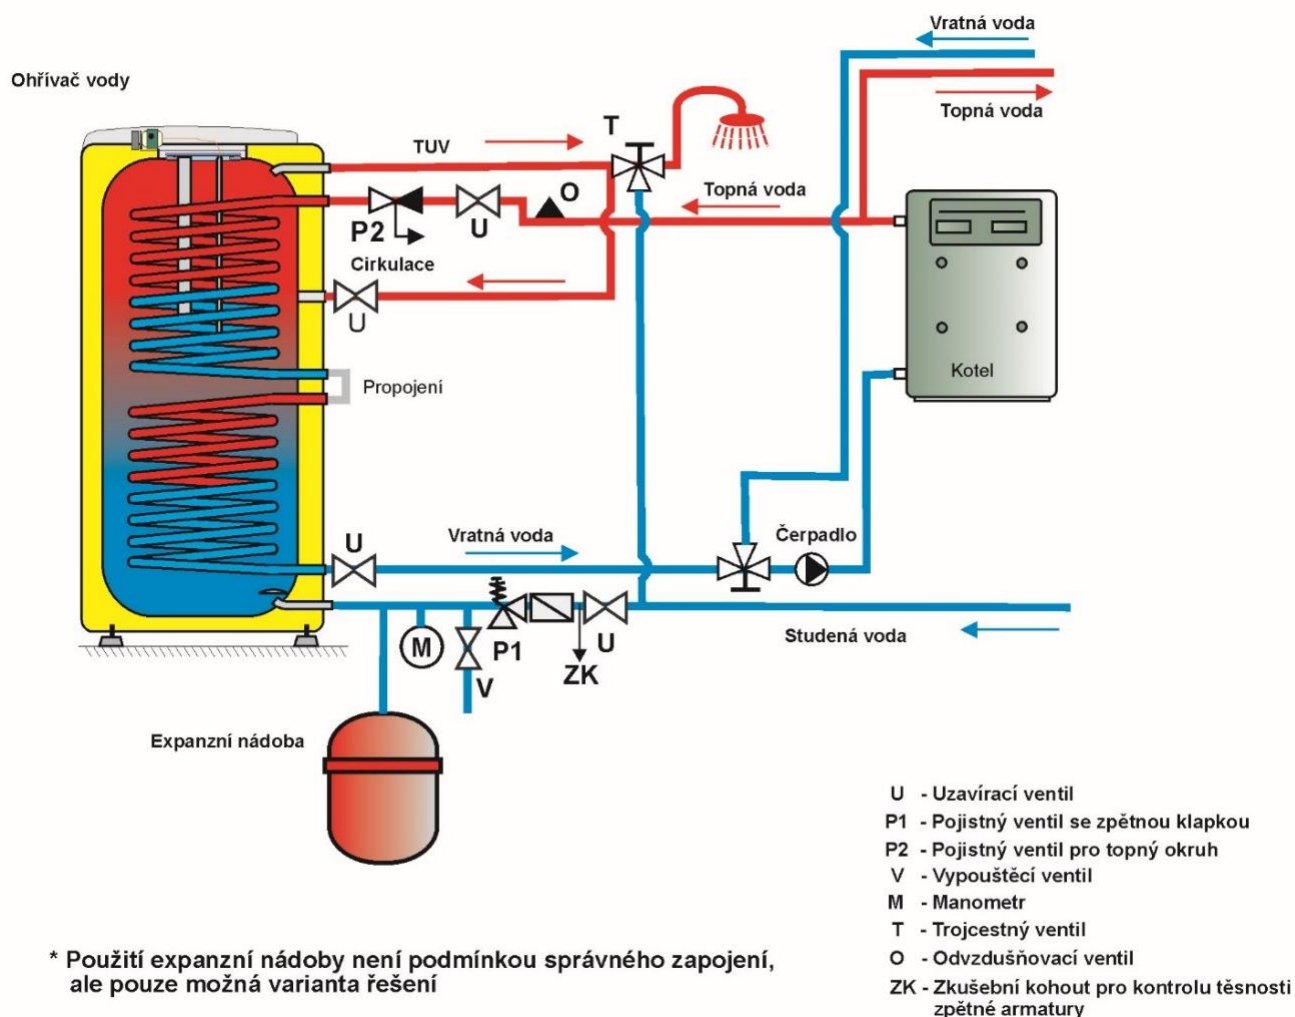 Vratná voda
Ohřívač vody
Topná voda
T
TUV
O
Topná voda
P2
U
Cirkulace
U
Kotel
Propojení
U
Vratná voda
Čerpadlo
M
P1
U
Studená voda
V
ZK
Expanzní nádoba
U - Uzavírací ventil
P1 - Pojistný ventil se zpětnou klapkou
P2 - Pojistný ventil pro topný okruh
V - Vypouštěcí ventil
M - Manometr
T - Trojcestný ventil
O - Odvzdušňovací ventil
ZK - Zkušební kohout pro kontrolu těsnosti
zpětné armatury
* Použití expanzní nádoby není podmínkou správného zapojení,
ale pouze možná varianta řešení